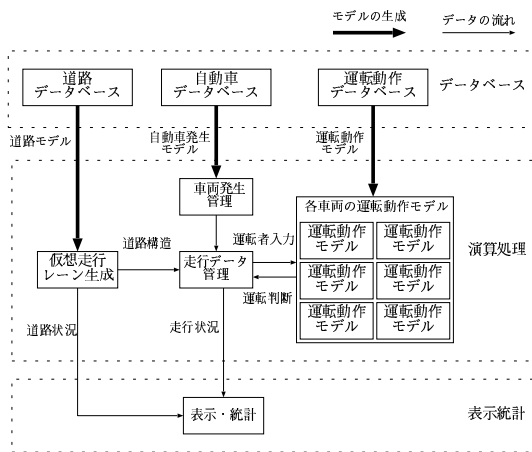 モデルの生成
データの流れ
道路
データベース
自動車
データベース
運転動作
データベース
データベース
道路モデル
自動車発生
モデル
運転動作
モデル
車両発生
管理
各車両の運転動作モデル
運転動作
モデル
運転動作
モデル
運転動作
モデル
運転動作
モデル
運転動作
モデル
運転動作
モデル
仮想走行
レーン生成
道路構造
走行データ
管理
運転者入力
運転判断
演算処理
道路状況
走行状況
表示・統計
表示統計